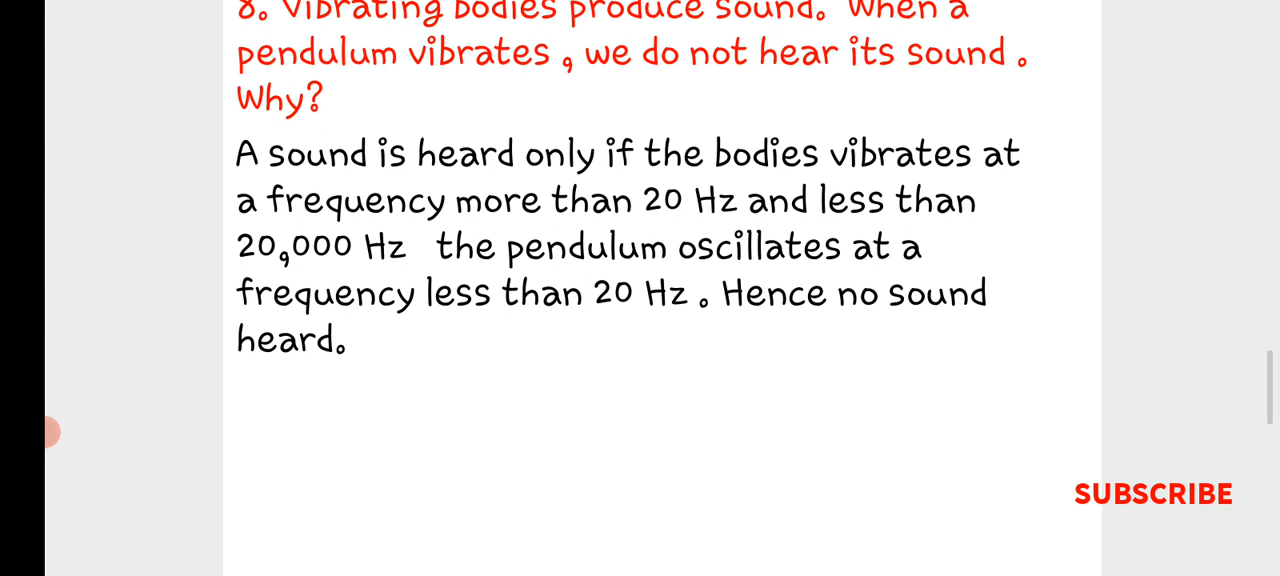 8. Vibrating bodies produce sound. When a
pendulum vibrates , we do not hear its sound .
Why?
A sound is heard only if the bodies vibrates at
a frequency more than 20 Hz and less than
20,000 Hz the pendulum oscillates at a
frequency less than 20 Hz . Hence no sound
heard.
SUBSCRIBE